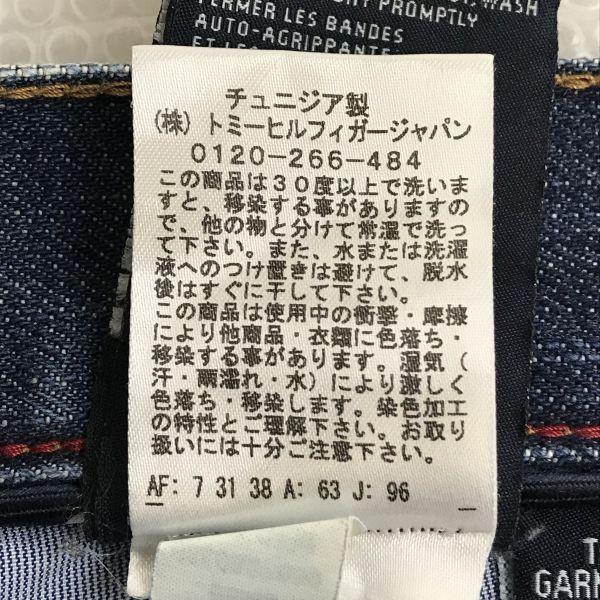 WASH
PROMPTLY
FERMER LES BANDES
AUTO-AGRIPPANTE
ET LES
チュニジア製
(株)トミーヒルフィガージャパン
0120-266-484
この商品は30度以上で洗いま
すと、移染する事がありますの
で、他の物と分けて常温で洗っ
て下さい。また、水または洗濯
液へのつけ置きは避けて、脱水
後はすぐに干して下さい。
この商品は使用中の衝撃・摩擦
により他商品・衣類に色落ち・
移染する事があります。湿気(
汗・雨濡れ・水)により激しく
色落ち・移染します。染色加工
の特性とご理解下さい。お取り
扱いには十分ご注意下さい。
AF: 7 31 38 A: 63 J: 96
GARM